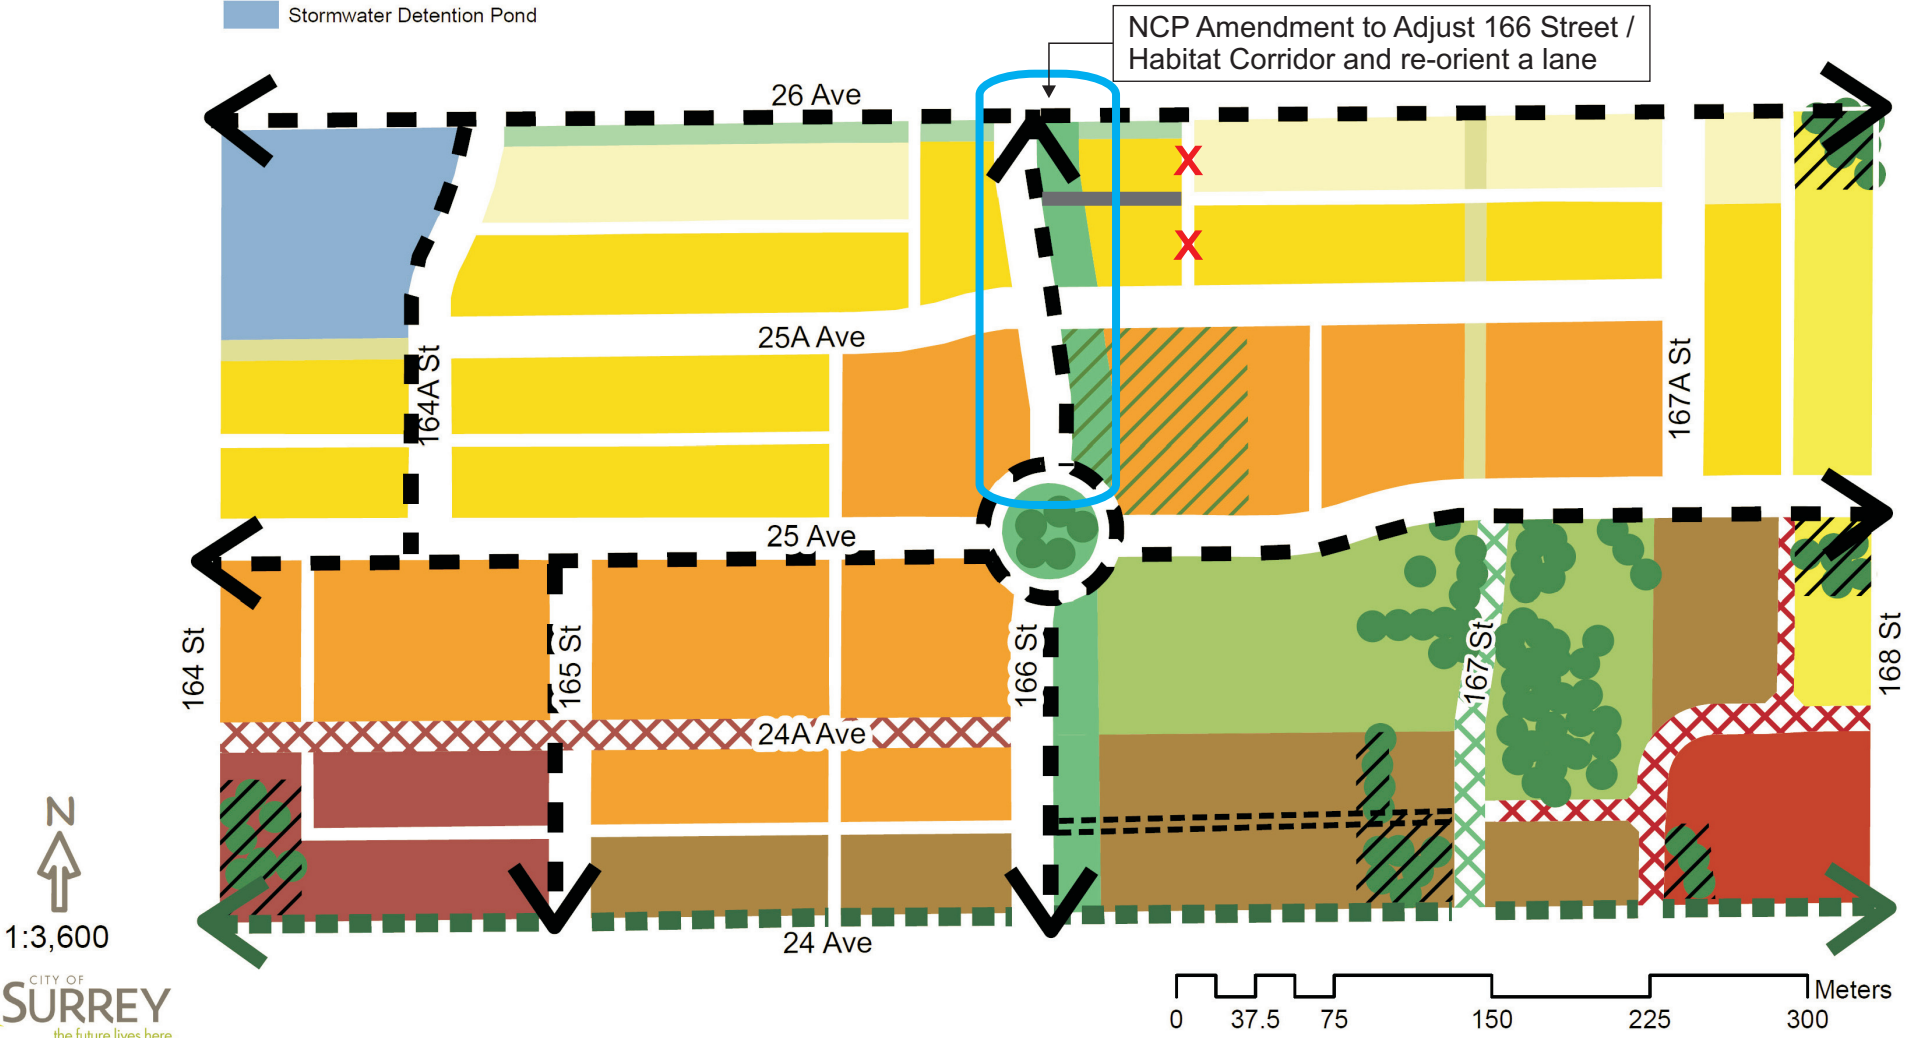 Stormwater Detention Pond
NCP Amendment to Adjust 166 Street /
Habitat Corridor and re-orient a lane
26 Ave
X
X
25A Ave
164A St
167A St
25 Ave
164 St
165 St
166 St
167 St
168 St
24A Ave
24 Ave
N
1:3,600
CITY OF
SURREY
the future lives here
Meters
0 37.5 75 150 225 300